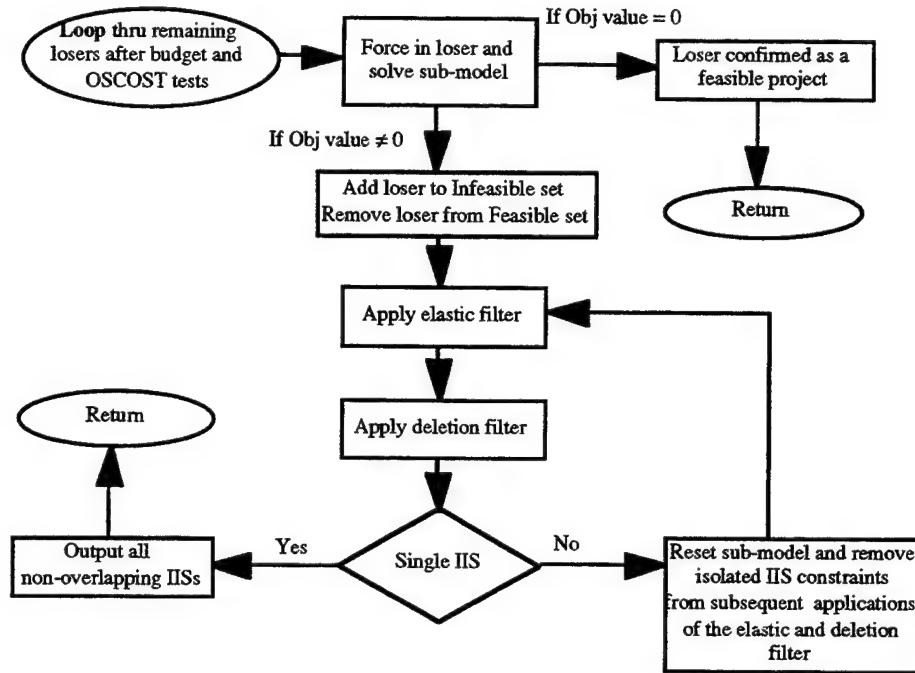 Loop thru remaining
losers after budget and
OSCOST tests
Force in loser and
solve sub-model
If Obj value = 0
Loser confirmed as a
feasible project
Return
If Obj value ≠ 0
Add loser to Infeasible set
Remove loser from Feasible set
Apply elastic filter
Apply deletion filter
Single IIS
Yes
Output all
non-overlapping IISs
Return
No
Reset sub-model and remove
isolated IIS constraints
from subsequent applications
of the elastic and deletion
filter